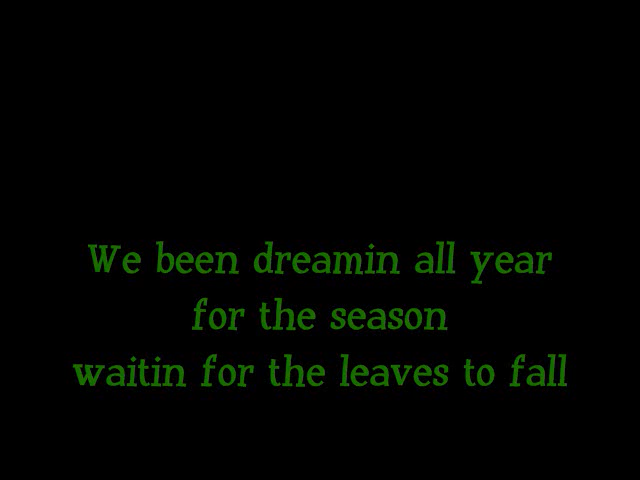 We been dreamin all year
for the season
waitin for the leaves to fall